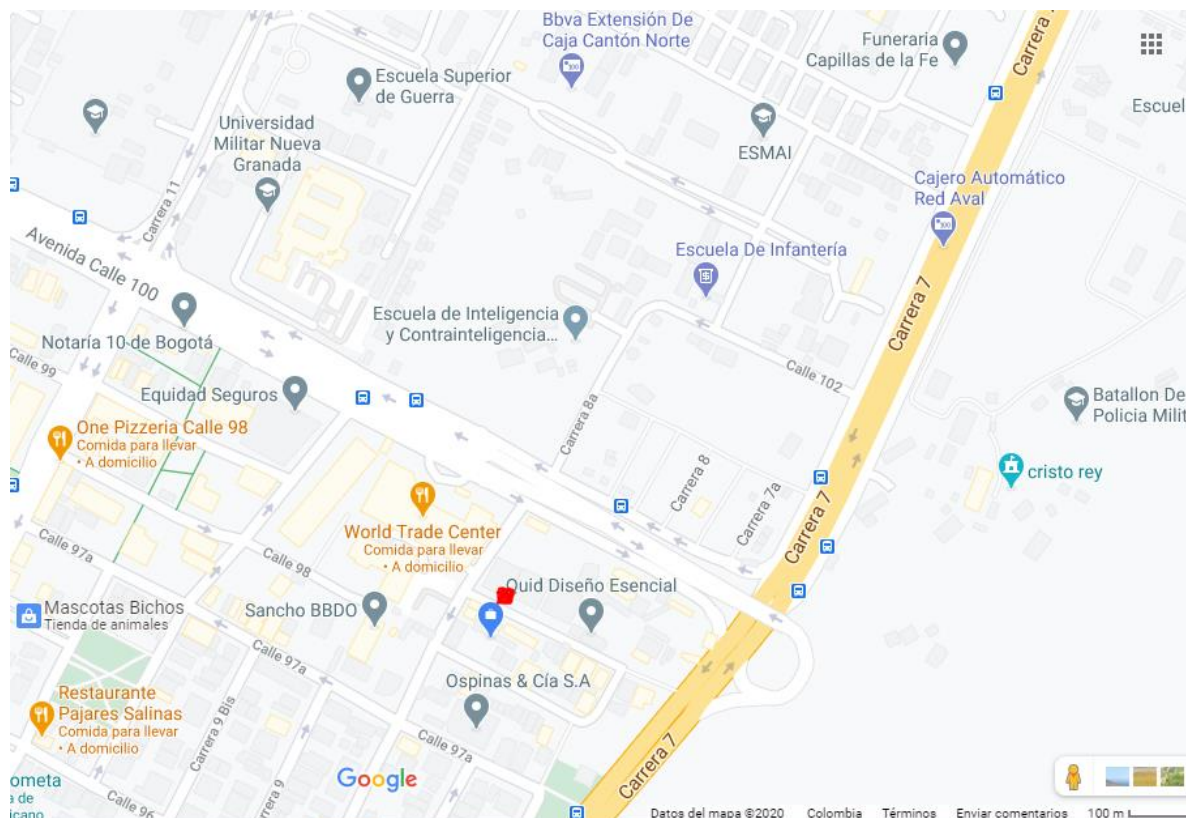 Bbva Extensión De
Caja Cantón Norte
Funeraria
Capillas de la Fe
Carrera 7
Escuela Superior
de Guerra
Escuel
Universidad
Militar Nueva
Granada
ESMAI
Cajero Automático
Red Aval
Carrera 11
Avenida Calle 100
Escuela De Infantería
Carrera 7
Escuela de Inteligencia
y Contrainteligencia...
Notaría 10 de Bogotá
Calle 99
Calle 102
Equidad Seguros
Batallon De
Policia Milit
One Pizzeria Calle 98
Comida para llevar
• A domicilio
Carrera 8a
Carrera 8
Carrera 7a
cristo rey
World Trade Center
Comida para llevar
• A domicilio
Carrera 7
Calle 97a
Calle 98
Quid Diseño Esencial
Mascotas Bichos
Tienda de animales
Sancho BBDO
Calle 97a
Ospinas & Cía S.A
Restaurante
Pajares Salinas
Comida para llevar
• A domicilio
Carrera 9 Bis
Calle 97a
Carrera 7
ometa
a de
icano
Calle 96
Carrera 9
Google
Datos del mapa ©2020 Colombia Términos Enviar comentarios 100 m